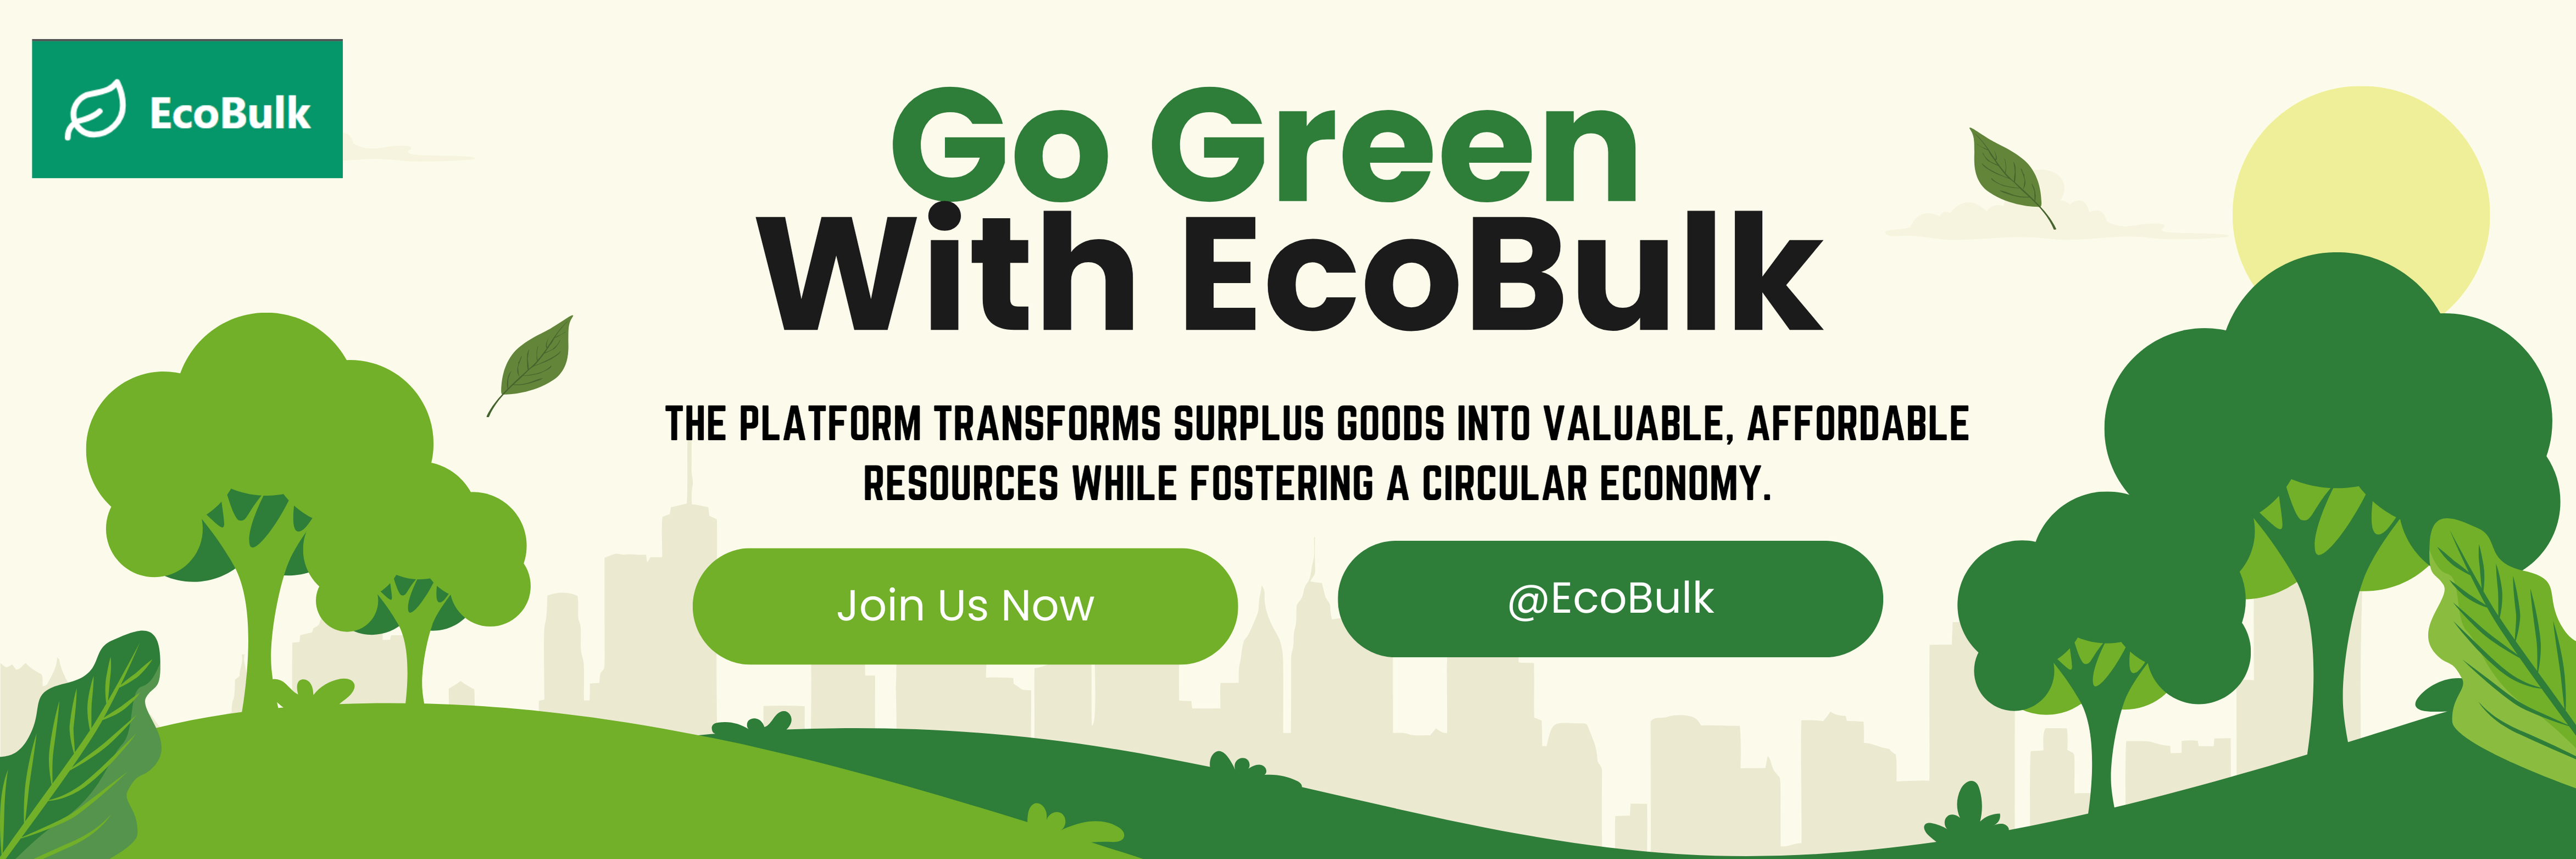 EcoBulk
Go Green
With EcoBulk
THE PLATFORM TRANSFORMS SURPLUS GOODS INTO VALUABLE, AFFORDABLE
RESOURCES WHILE FOSTERING A CIRCULAR ECONOMY.
Join Us Now
@EcoBulk